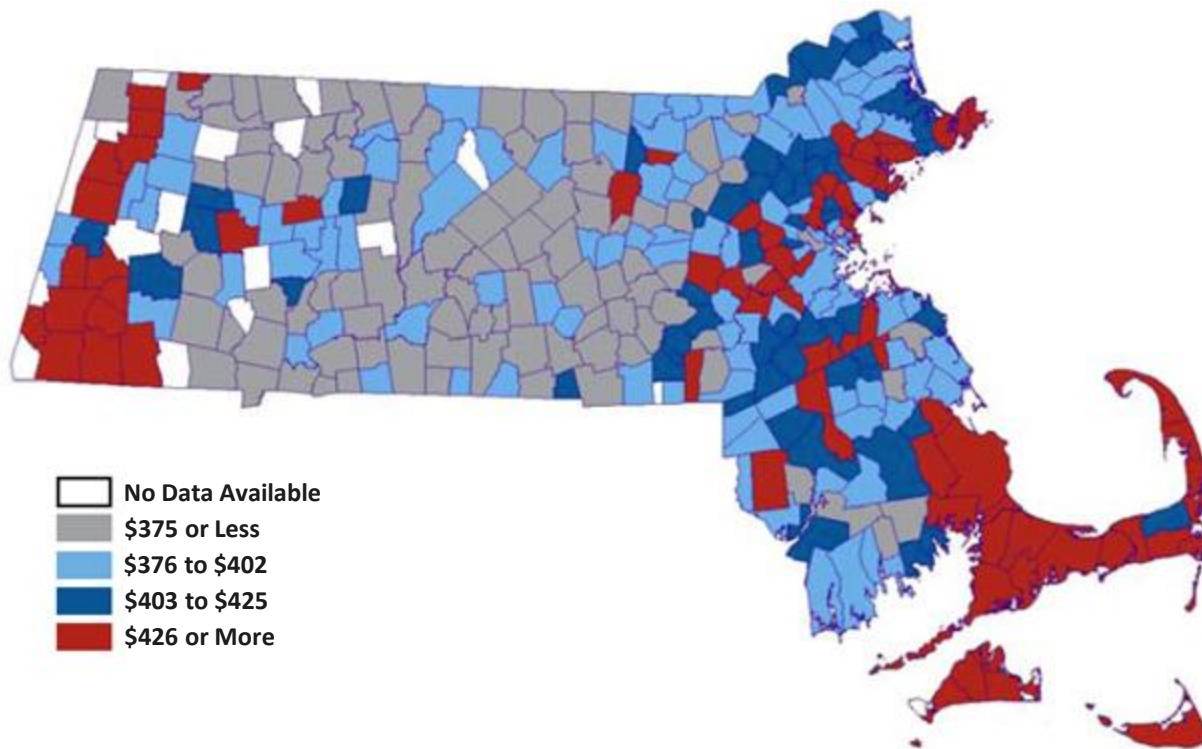 No Data Available
$375 or Less
$376 to $402
$403 to $425
$426 or More